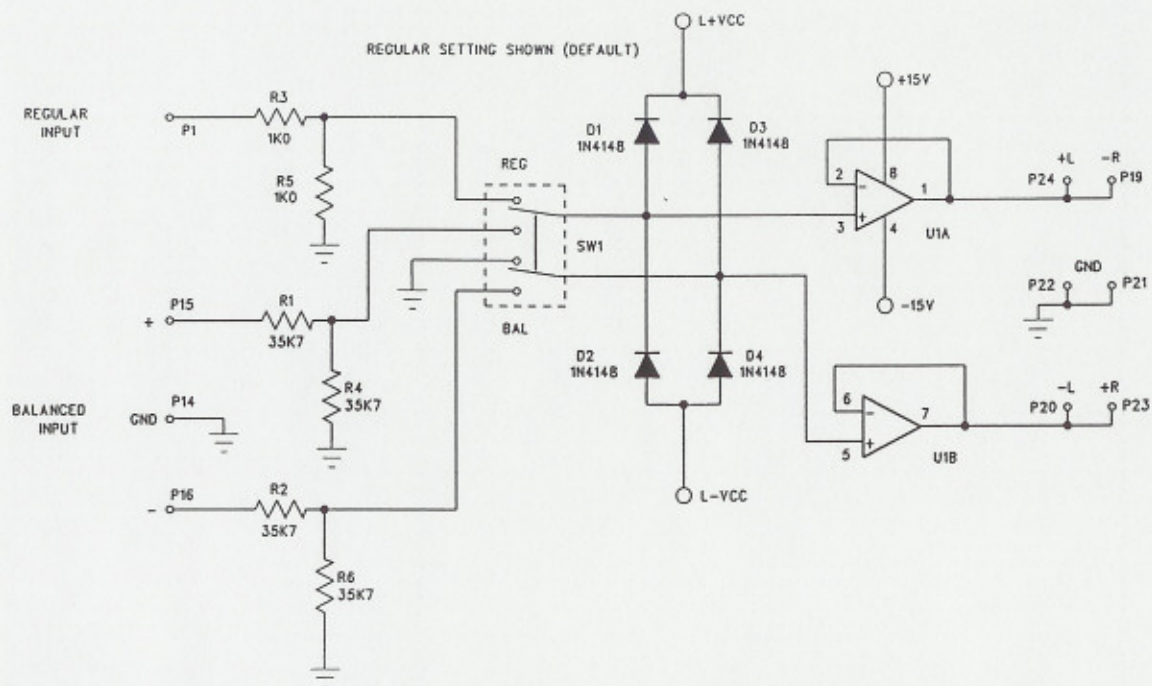 L+VCC
REGULAR SETTING SHOWN (DEFAULT)
+15V
REGULAR
INPUT
P1
R3
1K0
R5
1K0
D1
1N4148
D3
1N4148
REG
SW1
BAL
2
8
1
3
4
U1A
+L
-R
P24
P19
GND
P22
P21
-15V
+
P15
R1
35K7
R4
35K7
D2
1N4148
D4
1N4148
BALANCED
INPUT
GND
P14
6
7
5
U1B
-L
+R
P20
P23
-
P16
R2
35K7
L-VCC
R6
35K7